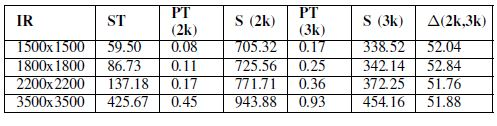 IR ST PT (2k) S (2k) PT (3k) S (3k) Δ(2k,3k)
1500x1500 59.50 0.08 705.32 0.17 338.52 52.04
1800x1800 86.73 0.11 725.56 0.25 342.14 52.84
2200x2200 137.18 0.17 771.71 0.36 372.25 51.76
3500x3500 425.67 0.45 943.88 0.93 454.16 51.88